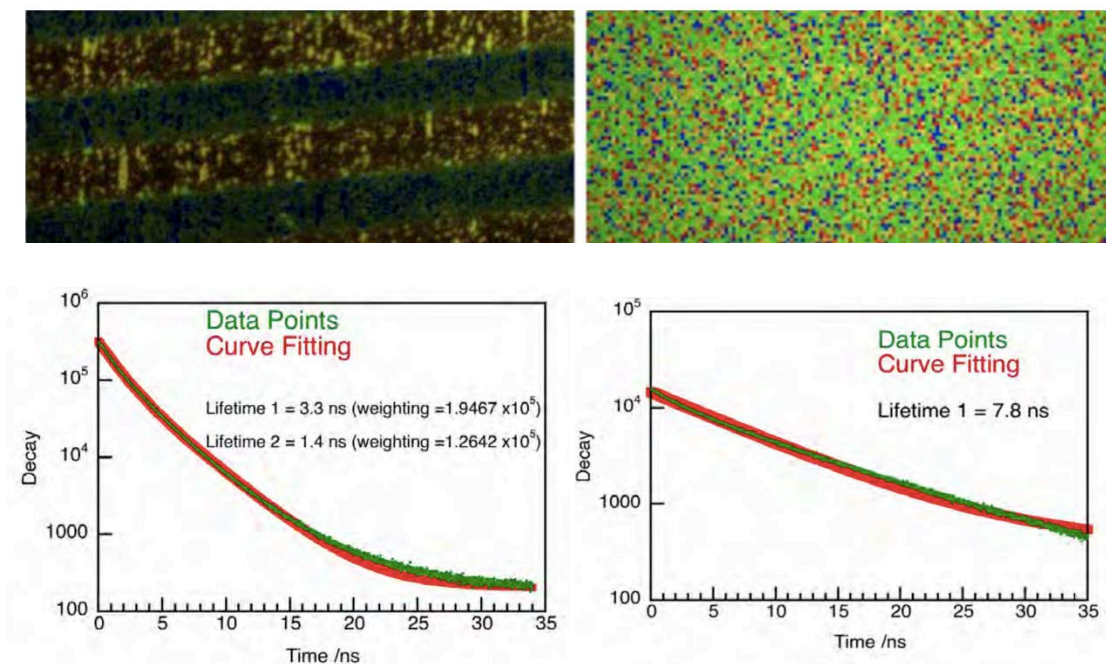 10⁶
10⁵
10⁴
1000
100
Decay
Data Points
Curve Fitting
Lifetime 1 = 3.3 ns (weighting =1.9467 x10⁵)
Lifetime 2 = 1.4 ns (weighting =1.2642 x10⁵)
0 5 10 15 20 25 30 35
Time /ns
10⁵
10⁴
1000
100
Decay
Data Points
Curve Fitting
Lifetime 1 = 7.8 ns
0 5 10 15 20 25 30 35
Time /ns